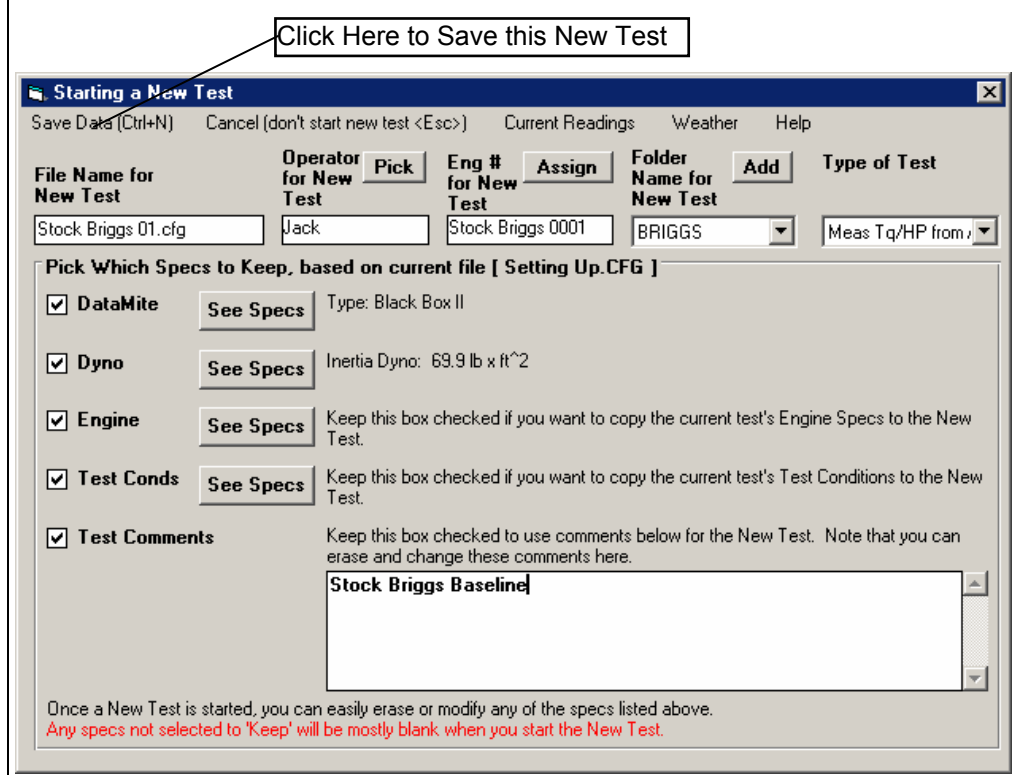 Click Here to Save this New Test
Starting a New Test
Save Data (Ctrl+N) Cancel (don't start new test <Esc>) Current Readings Weather Help
File Name for
New Test
Operator
for New
Test
Pick
Eng #
for New
Test
Assign
Folder
Name for
New Test
Add
Type of Test
Stock Briggs 01.cfg
Jack
Stock Briggs 0001
BRIGGS
Meas Tq/HP from
Pick Which Specs to Keep, based on current file [ Setting Up.CFG ]
DataMite
See Specs
Type: Black Box II
Dyno
See Specs
Inertia Dyno: 69.9 lb x ft^2
Engine
See Specs
Keep this box checked if you want to copy the current test's Engine Specs to the New
Test.
Test Conds
See Specs
Keep this box checked if you want to copy the current test's Test Conditions to the New
Test.
Test Comments
Keep this box checked to use comments below for the New Test. Note that you can
erase and change these comments here.
Stock Briggs Baseline
Once a New Test is started, you can easily erase or modify any of the specs listed above.
Any specs not selected to 'Keep' will be mostly blank when you start the New Test.